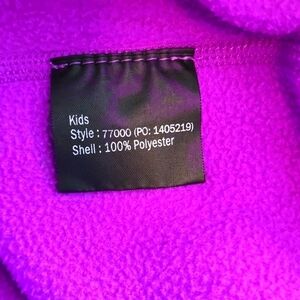 Kids
Style : 77000 (PO: 1405219)
Shell : 100% Polyester